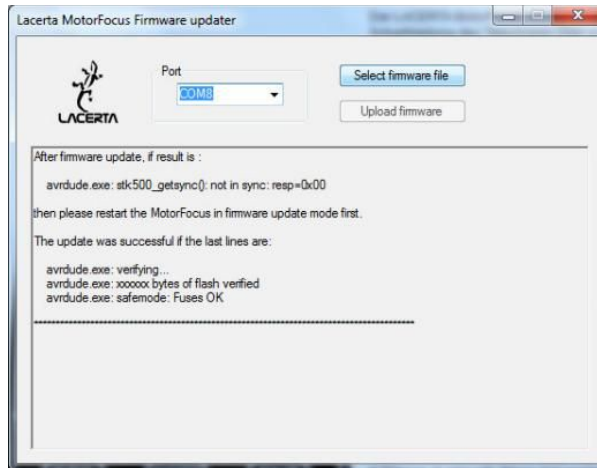 Lacerta MotorFocus Firmware updater
Port
COM8
Select firmware file
Upload firmware
LACERTA
After firmware update, if result is :
avrdude.exe: stk500_getsync(): not in sync: resp=0x00
then please restart the MotorFocus in firmware update mode first.
The update was successful if the last lines are:
avrdude.exe: verifying...
avrdude.exe: xxxxxx bytes of flash verified
avrdude.exe: safemode: Fuses OK